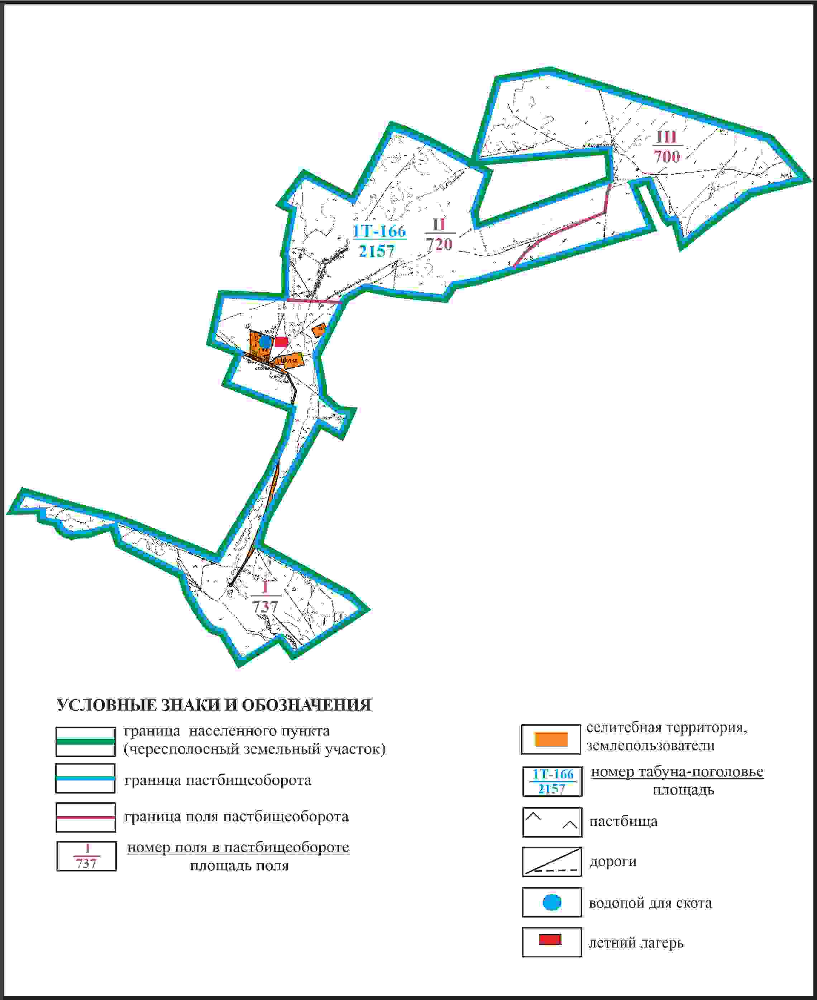 III
700
1Т-166
2157
II
720
Шотай
I
737
УСЛОВНЫЕ ЗНАКИ И ОБОЗНАЧЕНИЯ
граница населенного пункта
(чересполосный земельный участок)
граница пастбищеоборота
граница поля пастбищеоборота
I
737
номер поля в пастбищеобороте
площадь поля
селитебная территория,
землепользователи
1Т-166
2157
номер табуна-поголовье
площадь
пастбища
дороги
водопой для скота
летний лагерь